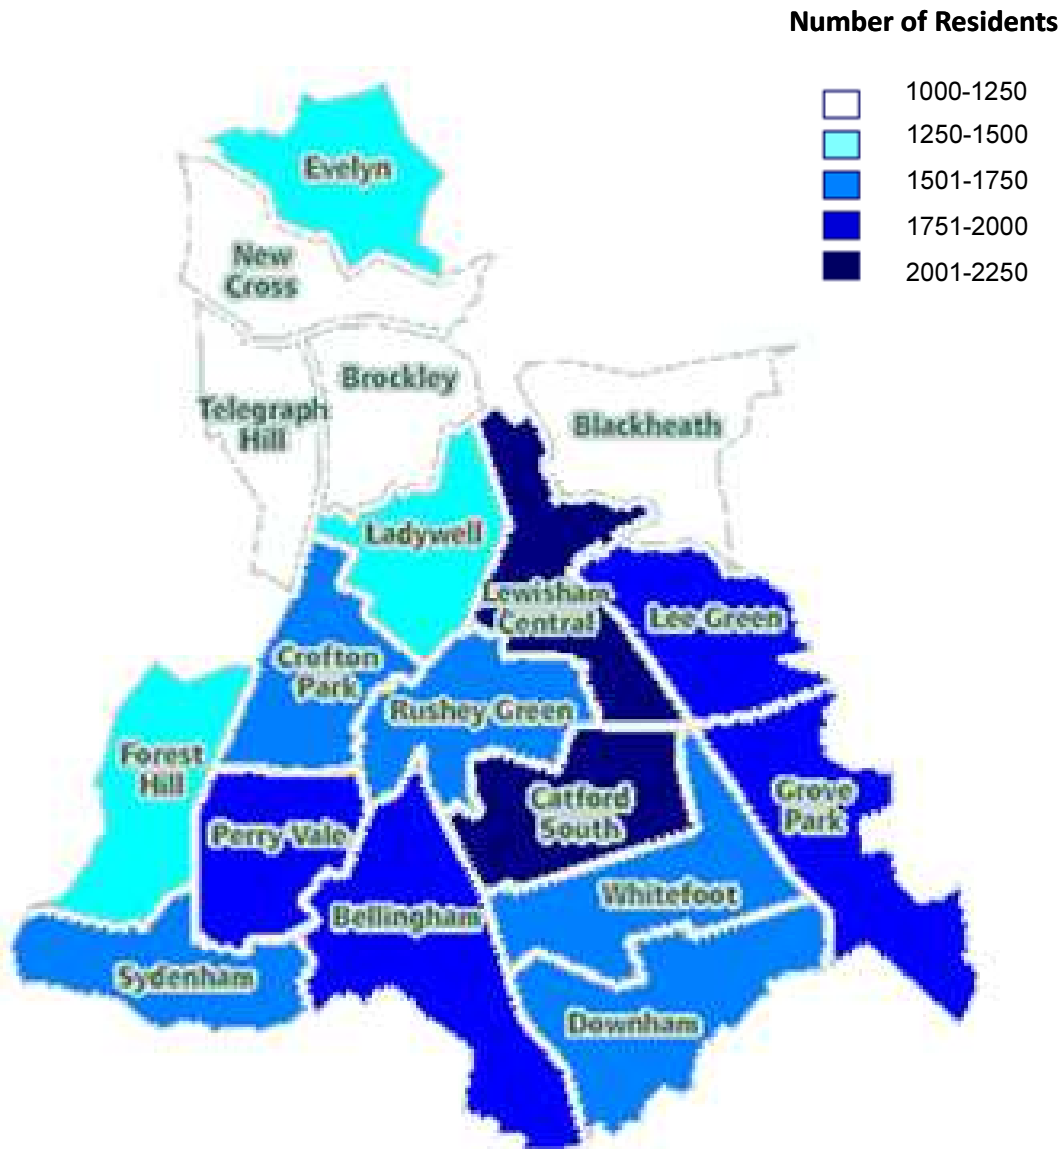 Number of Residents
1000-1250
1250-1500
1501-1750
1751-2000
2001-2250
Evelyn
New
Cross
Brockley
Telegraph
Hill
Blackheath
Ladywell
Lewisham
Central
Lee Green
Crofton
Park
Rushey Green
Forest
Hill
Catford
South
Grove
Park
Perry Vale
Whitefoot
Bellingham
Sydenham
Downham